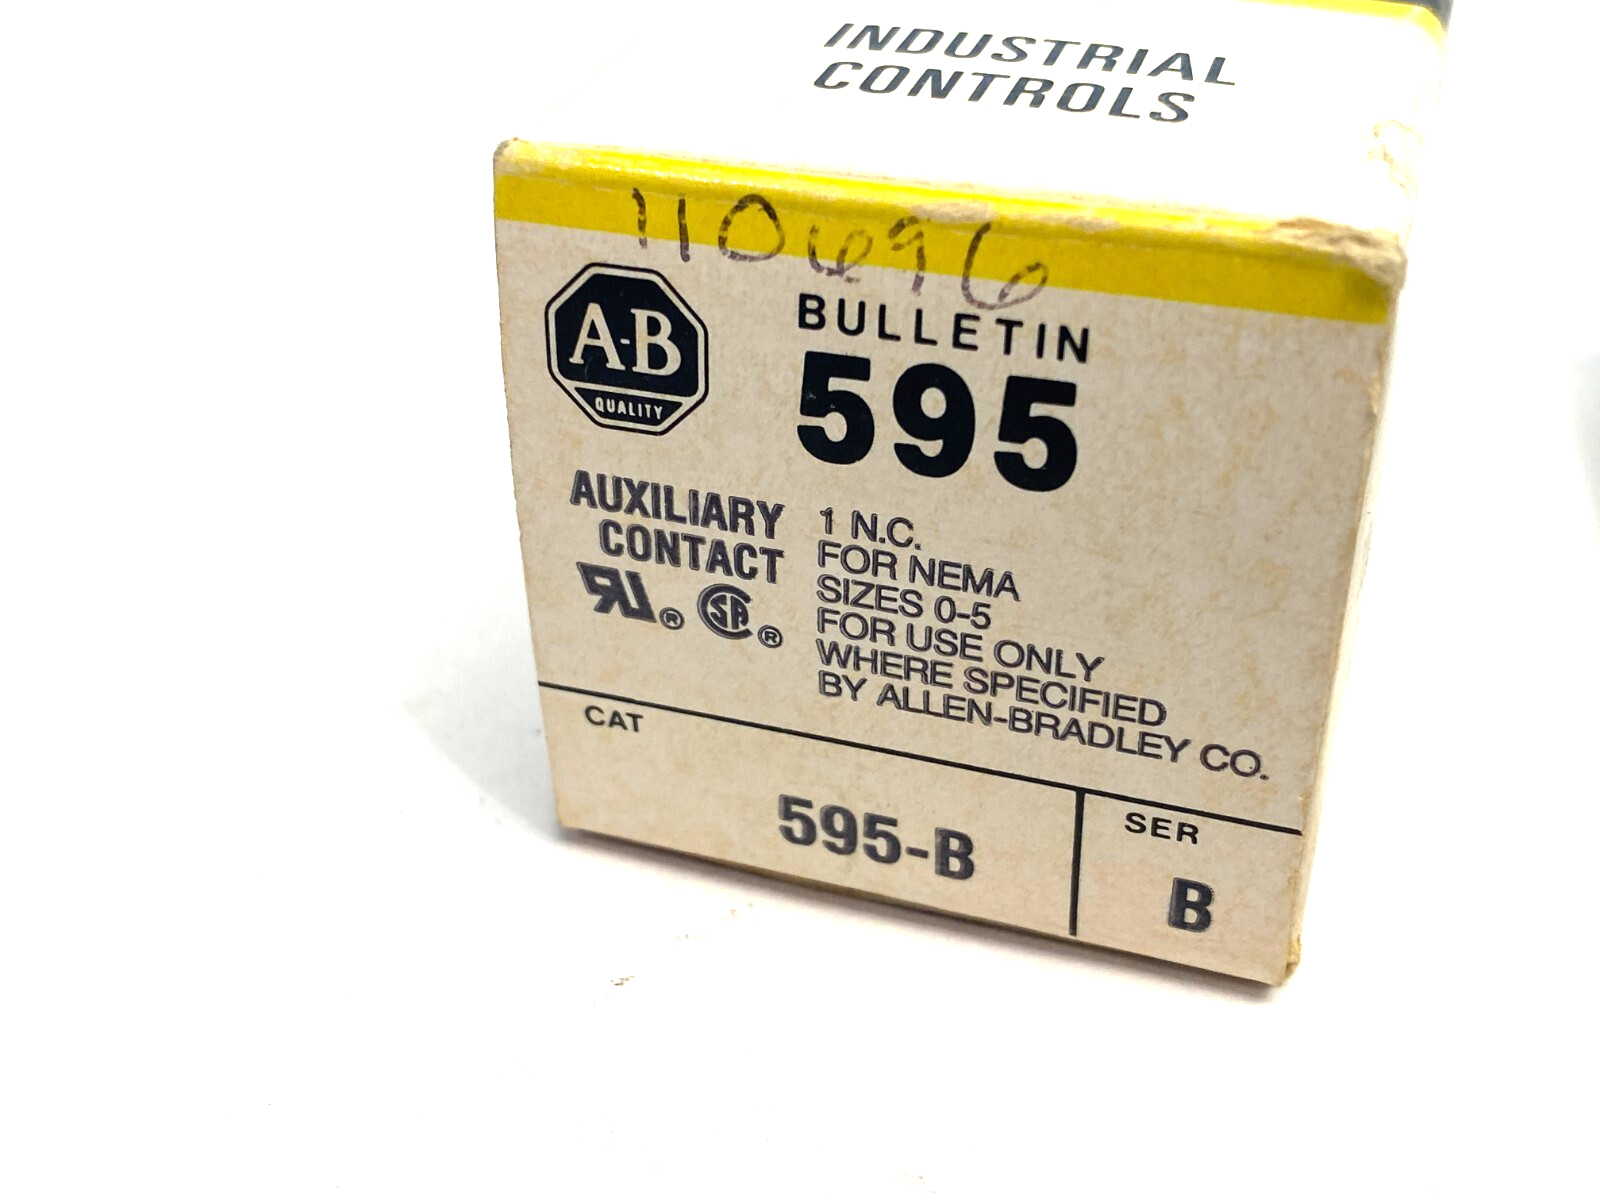 INDUSTRIAL
CONTROLS
110696
A-B
QUALITY
BULLETIN
595
AUXILIARY
CONTACT
1 N.C.
FOR NEMA
SIZES 0-5
FOR USE ONLY
WHERE SPECIFIED
BY ALLEN-BRADLEY CO.
CAT
595-B
SER
B